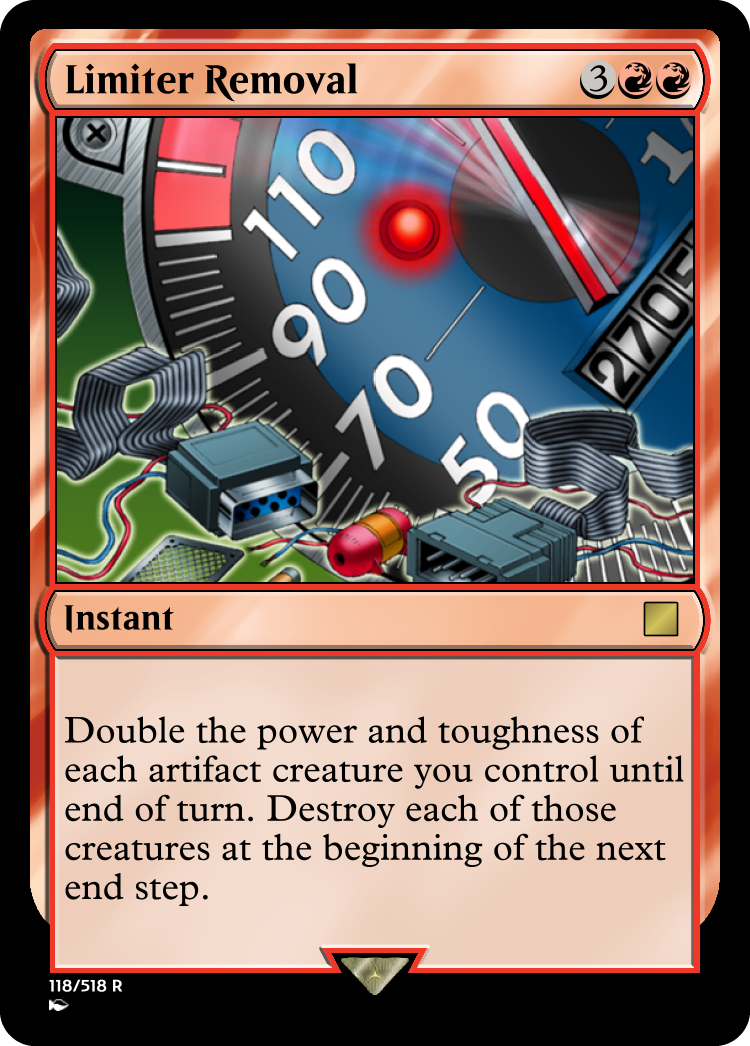 Limiter Removal 3
110
90
70
50
2705
Instant
Double the power and toughness of
each artifact creature you control until
end of turn. Destroy each of those
creatures at the beginning of the next
end step.
118/518 R